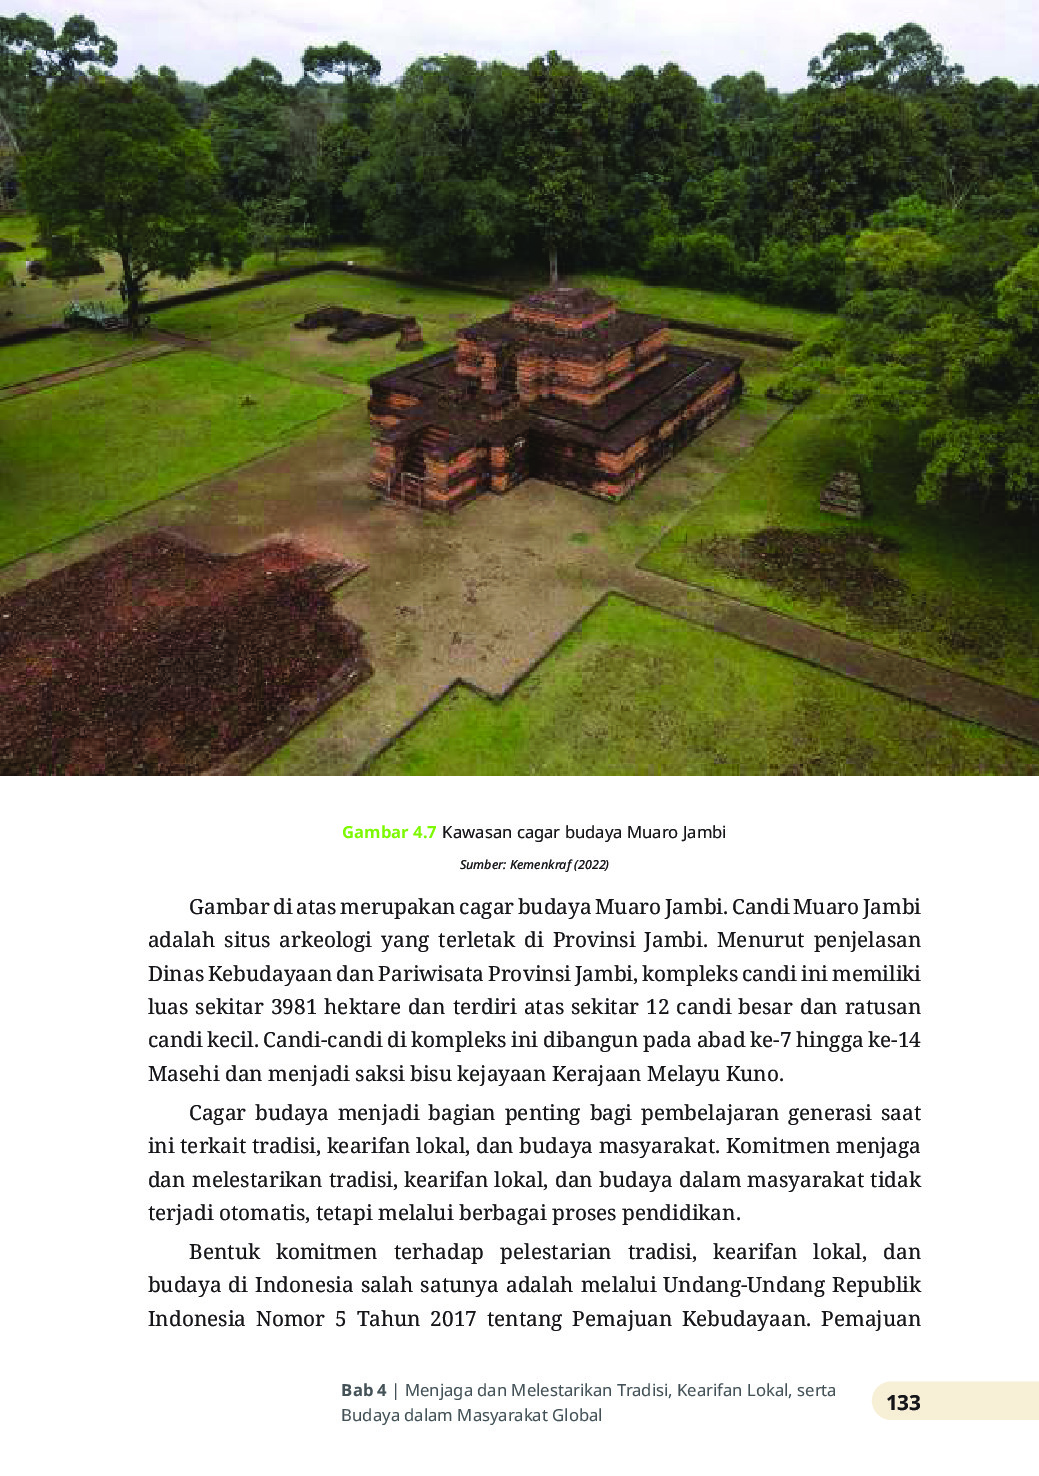 Gambar 4.7 Kawasan cagar budaya Muaro Jambi
Sumber: Kemenkraf (2022)
Gambar di atas merupakan cagar budaya Muaro Jambi. Candi Muaro Jambi
adalah situs arkeologi yang terletak di Provinsi Jambi. Menurut penjelasan
Dinas Kebudayaan dan Pariwisata Provinsi Jambi, kompleks candi ini memiliki
luas sekitar 3981 hektare dan terdiri atas sekitar 12 candi besar dan ratusan
candi kecil. Candi-candi di kompleks ini dibangun pada abad ke-7 hingga ke-14
Masehi dan menjadi saksi bisu kejayaan Kerajaan Melayu Kuno.
Cagar budaya menjadi bagian penting bagi pembelajaran generasi saat
ini terkait tradisi, kearifan lokal, dan budaya masyarakat. Komitmen menjaga
dan melestarikan tradisi, kearifan lokal, dan budaya dalam masyarakat tidak
terjadi otomatis, tetapi melalui berbagai proses pendidikan.
Bentuk komitmen terhadap pelestarian tradisi, kearifan lokal, dan
budaya di Indonesia salah satunya adalah melalui Undang-Undang Republik
Indonesia Nomor 5 Tahun 2017 tentang Pemajuan Kebudayaan. Pemajuan
Bab 4 | Menjaga dan Melestarikan Tradisi, Kearifan Lokal, serta
Budaya dalam Masyarakat Global
133